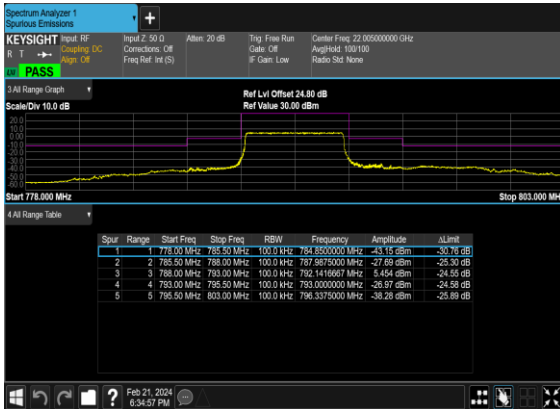 Spectrum Analyzer 1
Spurious Emissions
+
KEYSIGHT Input: RF Input Z: 50 Ω Atten: 20 dB Trig: Free Run Center Freq: 22.005000000 GHz
R T Coupling: DC Corrections: Off Gate: Off Avg|Hold: 100/100
Align: Off Freq Ref: Int (S) IF Gain: Low Radio Std: None
PASS
3 All Range Graph Ref Lvl Offset 24.80 dB
Scale/Div 10.0 dB Ref Value 30.00 dBm
20.0
10.0
0.00
-10.0
-20.0
-30.0
-40.0
-50.0
-60.0
Start 778.000 MHz Stop 803.000 MHz
4 All Range Table
Spur Range Start Freq Stop Freq RBW Frequency Amplitude ΔLimit
1 1 778.00 MHz 785.50 MHz 100.0 kHz 784.8500000 MHz -43.15 dBm -30.76 dB
2 2 785.50 MHz 788.00 MHz 100.0 kHz 787.9875000 MHz -27.69 dBm -25.30 dB
3 3 788.00 MHz 793.00 MHz 100.0 kHz 792.1416667 MHz 5.454 dBm -24.55 dB
4 4 793.00 MHz 795.50 MHz 100.0 kHz 793.0000000 MHz -26.97 dBm -24.58 dB
5 5 795.50 MHz 803.00 MHz 100.0 kHz 796.3375000 MHz -38.28 dBm -25.89 dB
? Feb 21, 2024
6:34:57 PM